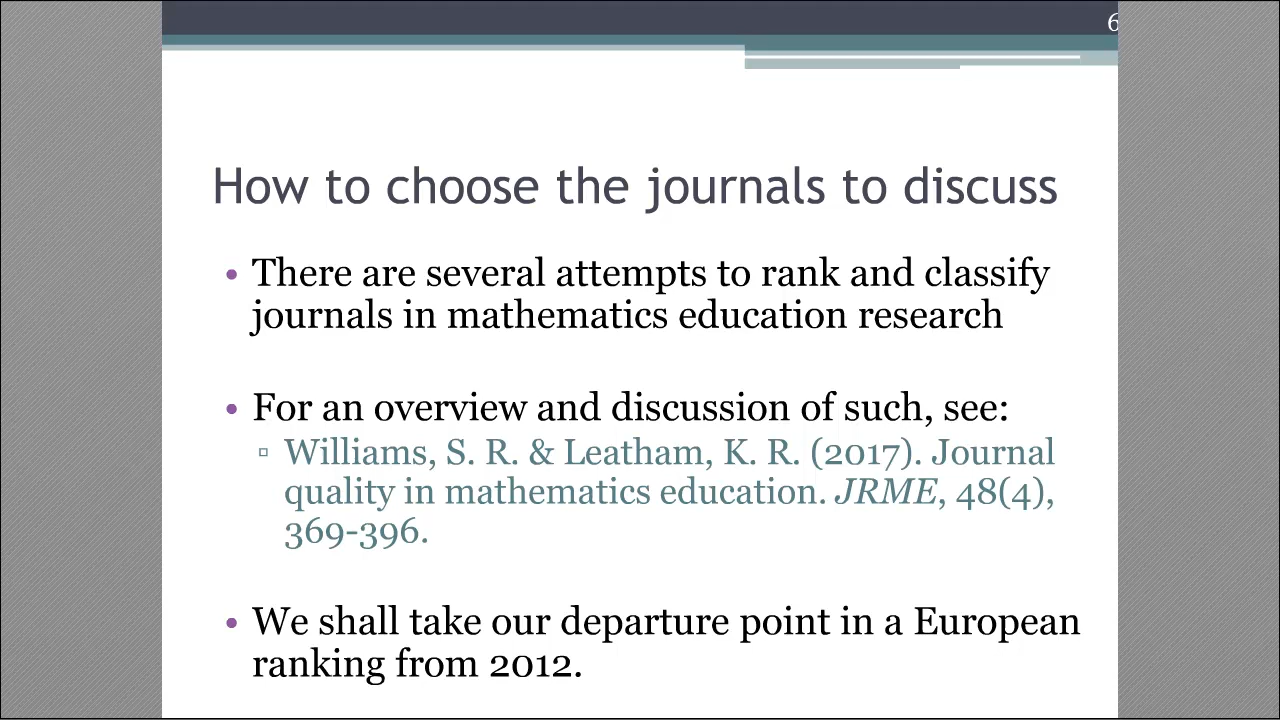 6
How to choose the journals to discuss
• There are several attempts to rank and classify
journals in mathematics education research
• For an overview and discussion of such, see:
▫ Williams, S. R. & Leatham, K. R. (2017). Journal
quality in mathematics education. JRME, 48(4),
369-396.
• We shall take our departure point in a European
ranking from 2012.